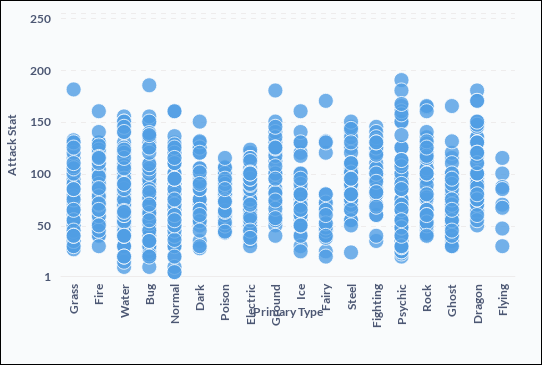 250
200
150
100
50
1
Attack Stat
Grass
Fire
Water
Bug
Normal
Dark
Poison
Electric
Ground
Ice
Fairy
Steel
Fighting
Psychic
Rock
Ghost
Dragon
Flying
Primary Type